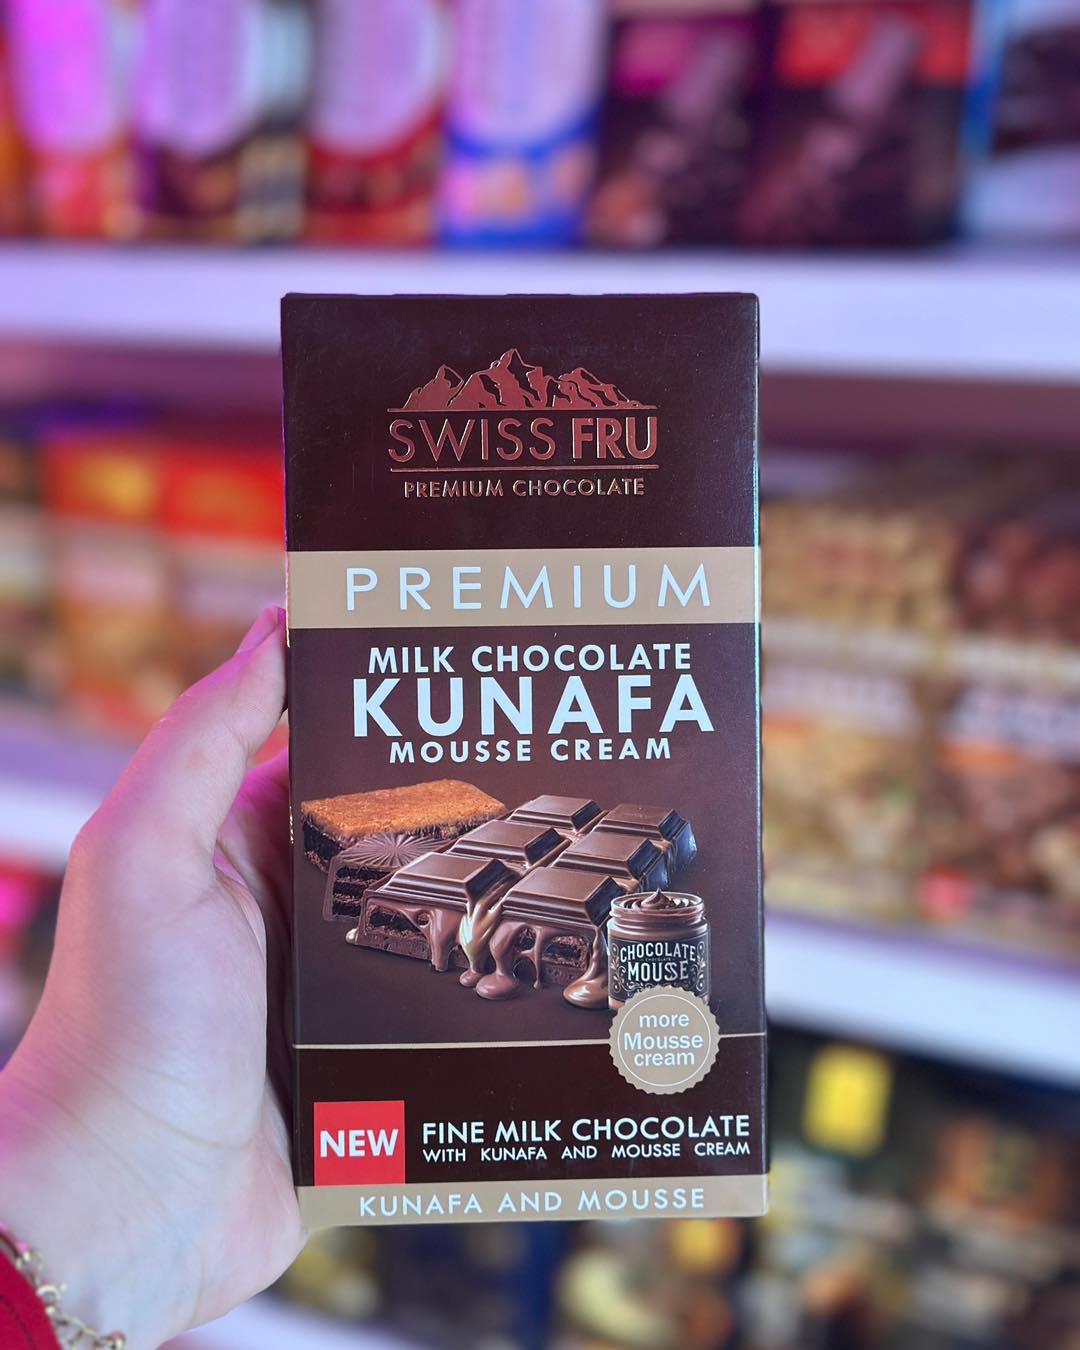 SWISS FRU
PREMIUM CHOCOLATE
PREMIUM
MILK CHOCOLATE
KUNAFA
MOUSSE CREAM
CHOCOLATE
MOUSSE
more
Mousse
cream
NEW
FINE MILK CHOCOLATE
WITH KUNAFA AND MOUSSE CREAM
KUNAFA AND MOUSSE